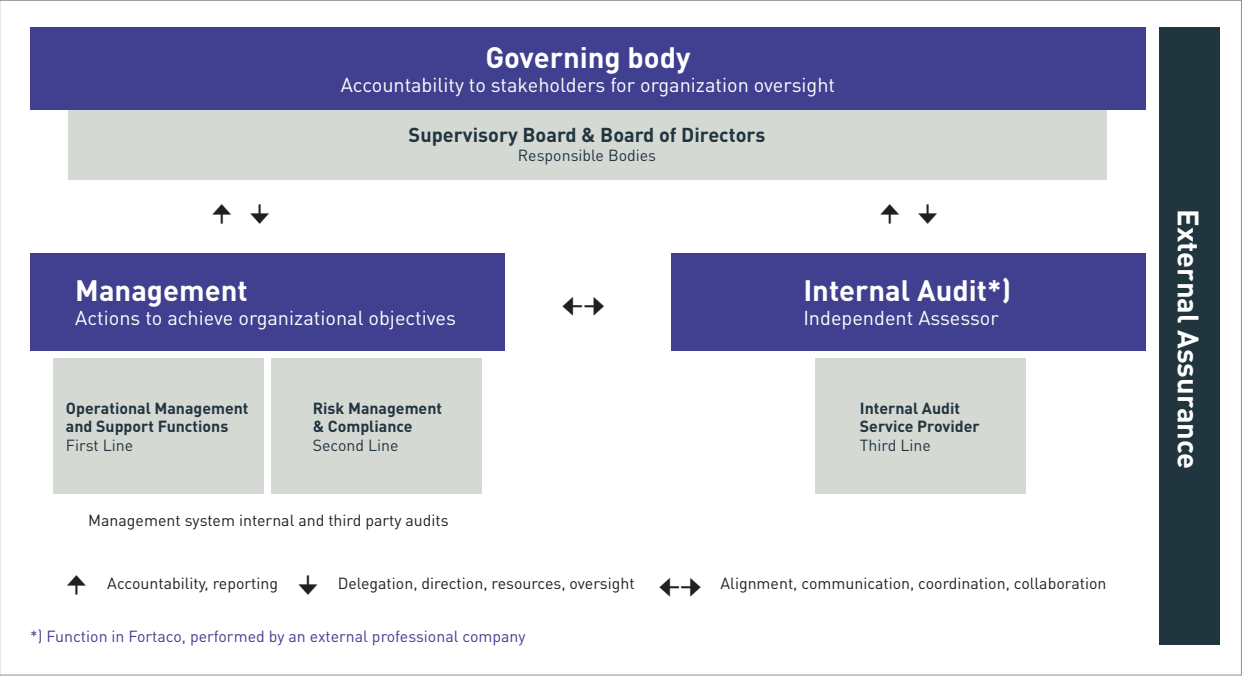 Governing body
Accountability to stakeholders for organization oversight
Supervisory Board & Board of Directors
Responsible Bodies
Management
Actions to achieve organizational objectives
Internal Audit*)
Independent Assessor
Operational Management
and Support Functions
First Line
Risk Management
& Compliance
Second Line
Internal Audit
Service Provider
Third Line
External Assurance
Management system internal and third party audits
Accountability, reporting
Delegation, direction, resources, oversight
Alignment, communication, coordination, collaboration
*) Function in Fortaco, performed by an external professional company